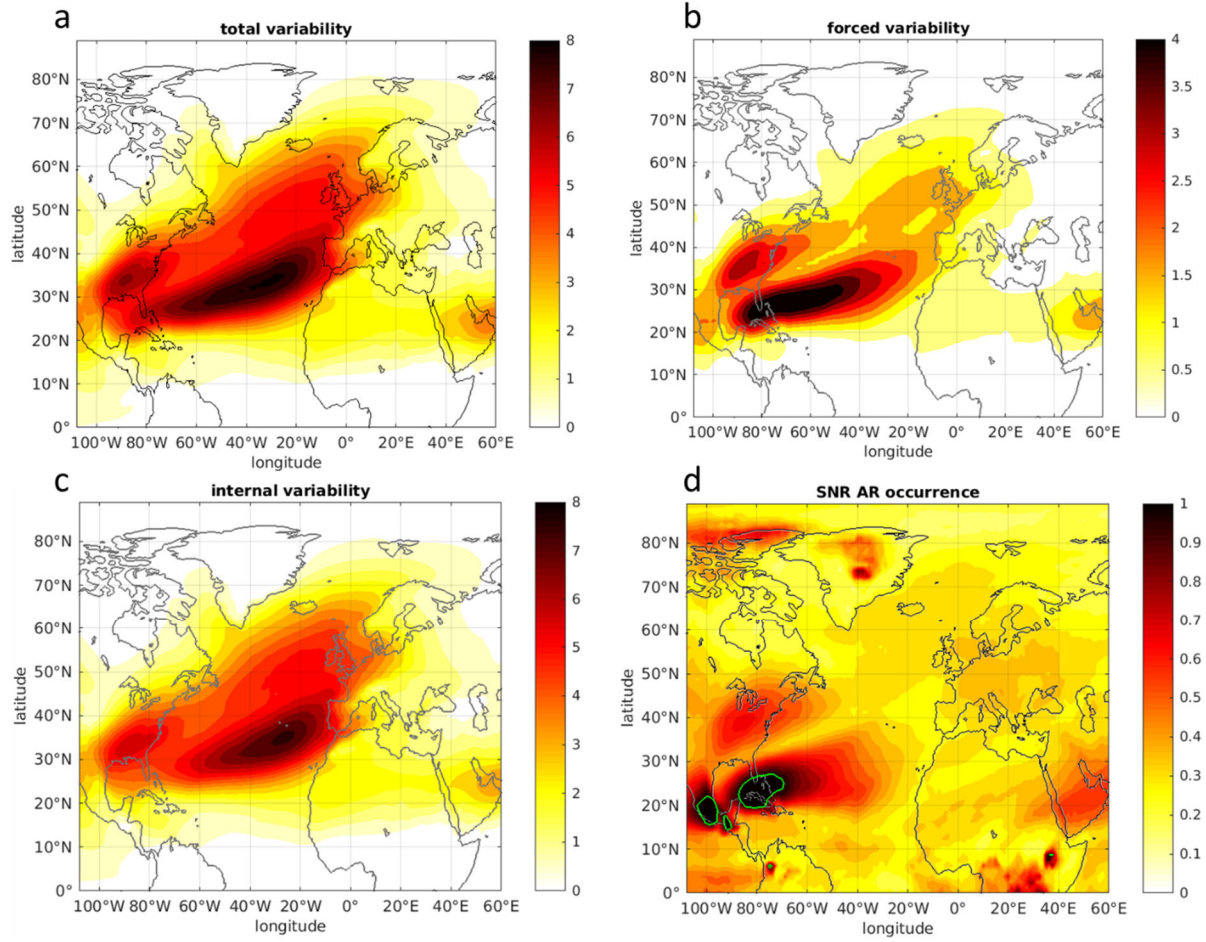 a
total variability
80°N
70°N
60°N
50°N
40°N
30°N
20°N
10°N
0°
latitude
100°W 80°W 60°W 40°W 20°W 0° 20°E 40°E 60°E
longitude
8
7
6
5
4
3
2
1
0
b
forced variability
80°N
70°N
60°N
50°N
40°N
30°N
20°N
10°N
0°
latitude
100°W 80°W 60°W 40°W 20°W 0° 20°E 40°E 60°E
longitude
4
3.5
3
2.5
2
1.5
1
0.5
0
c
internal variability
80°N
70°N
60°N
50°N
40°N
30°N
20°N
10°N
0°
latitude
100°W 80°W 60°W 40°W 20°W 0° 20°E 40°E 60°E
longitude
8
7
6
5
4
3
2
1
0
d
SNR AR occurrence
80°N
70°N
60°N
50°N
40°N
30°N
20°N
10°N
0°
latitude
100°W 80°W 60°W 40°W 20°W 0° 20°E 40°E 60°E
longitude
1
0.9
0.8
0.7
0.6
0.5
0.4
0.3
0.2
0.1
0